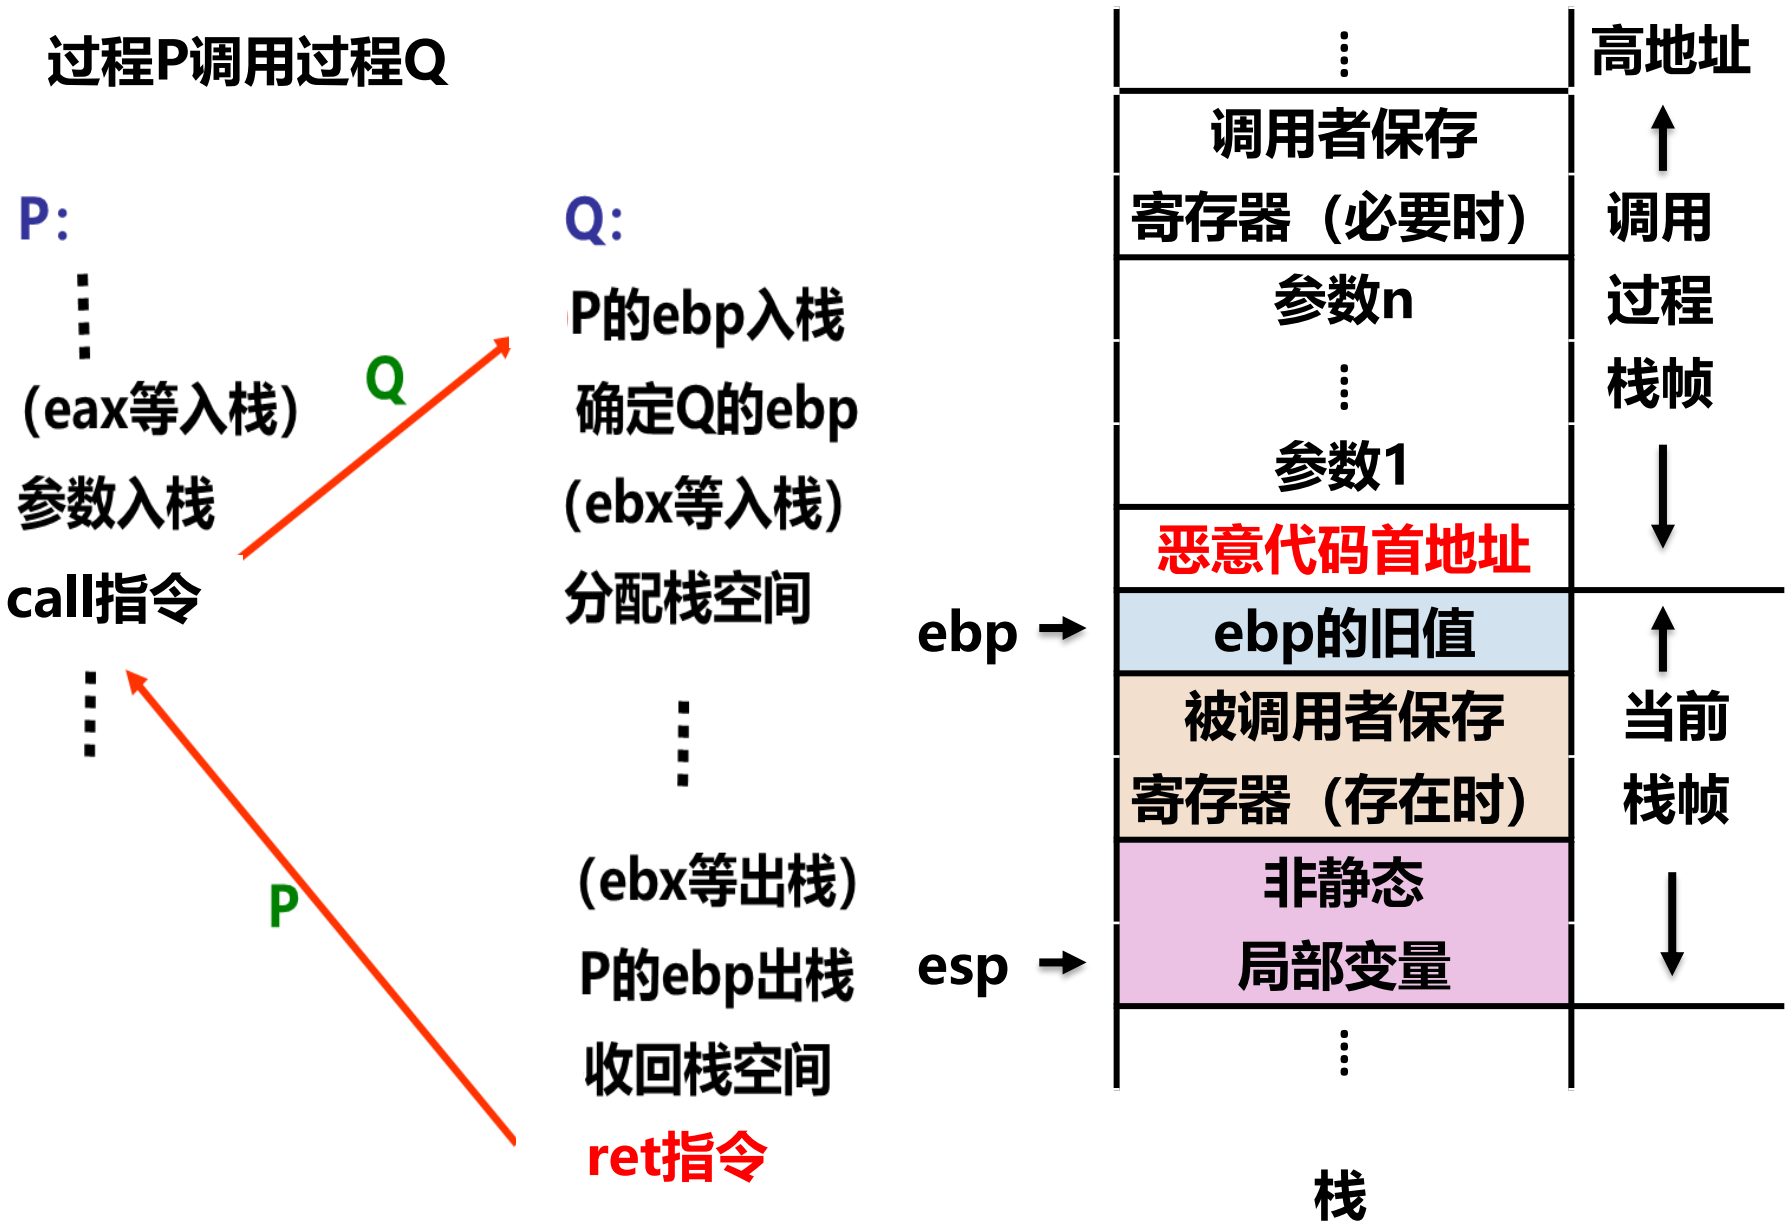 过程P调用过程Q
P:
(eax等入栈)
参数入栈
call指令
Q
P
Q:
P的ebp入栈
确定Q的ebp
(ebx等入栈)
分配栈空间
(ebx等出栈)
P的ebp出栈
收回栈空间
ret指令
ebp
esp
调用者保存
寄存器（必要时）
参数n
参数1
恶意代码首地址
ebp的旧值
被调用者保存
寄存器（存在时）
非静态
局部变量
栈
高地址
调用
过程
栈帧
当前
栈帧